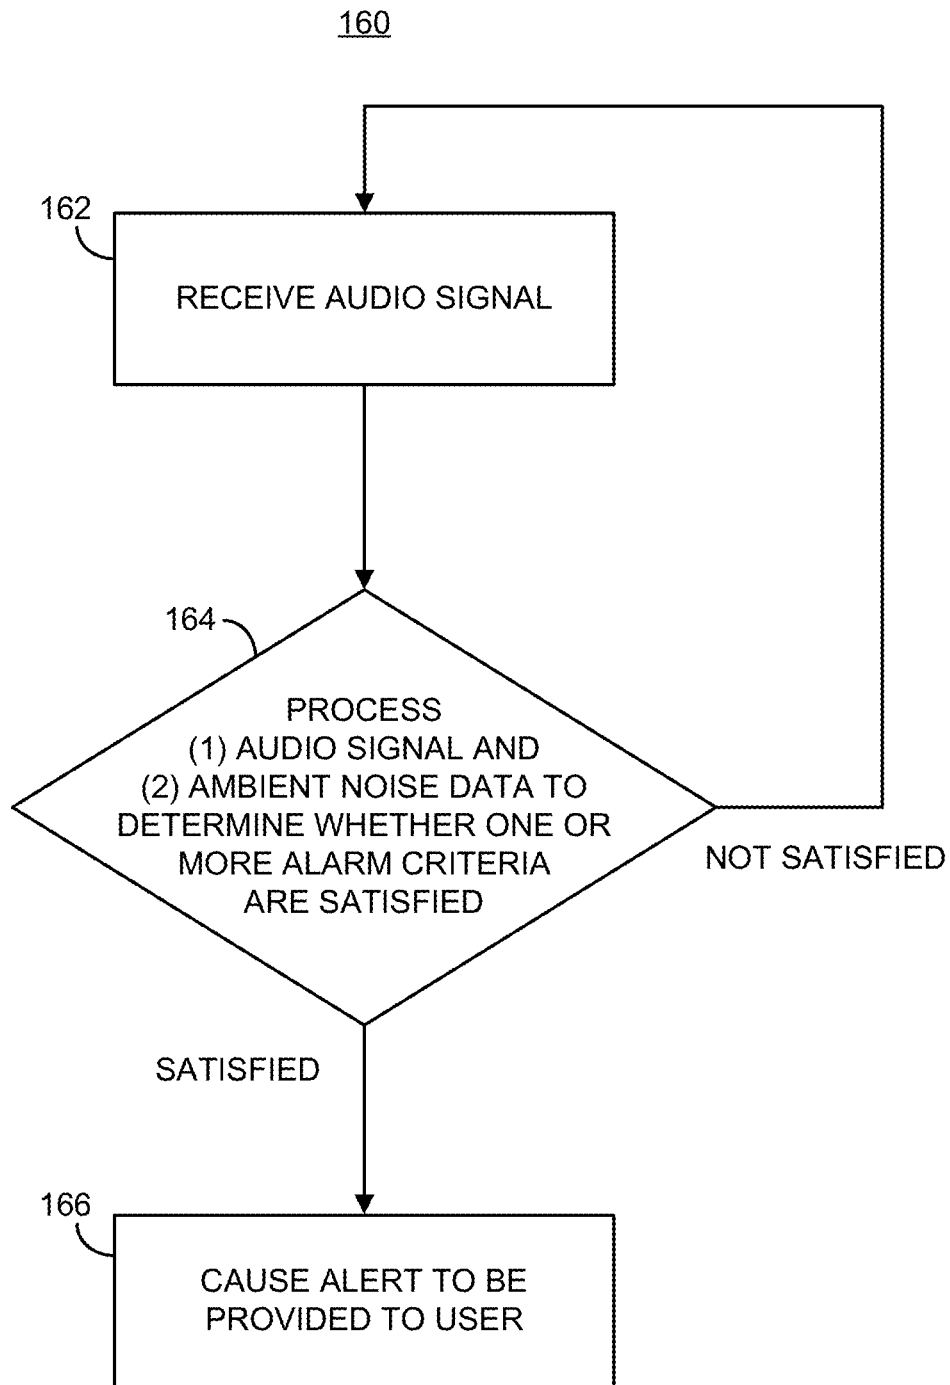 160
162
RECEIVE AUDIO SIGNAL
164
PROCESS
(1) AUDIO SIGNAL AND
(2) AMBIENT NOISE DATA TO
DETERMINE WHETHER ONE OR
MORE ALARM CRITERIA
ARE SATISFIED
NOT SATISFIED
SATISFIED
166
CAUSE ALERT TO BE
PROVIDED TO USER